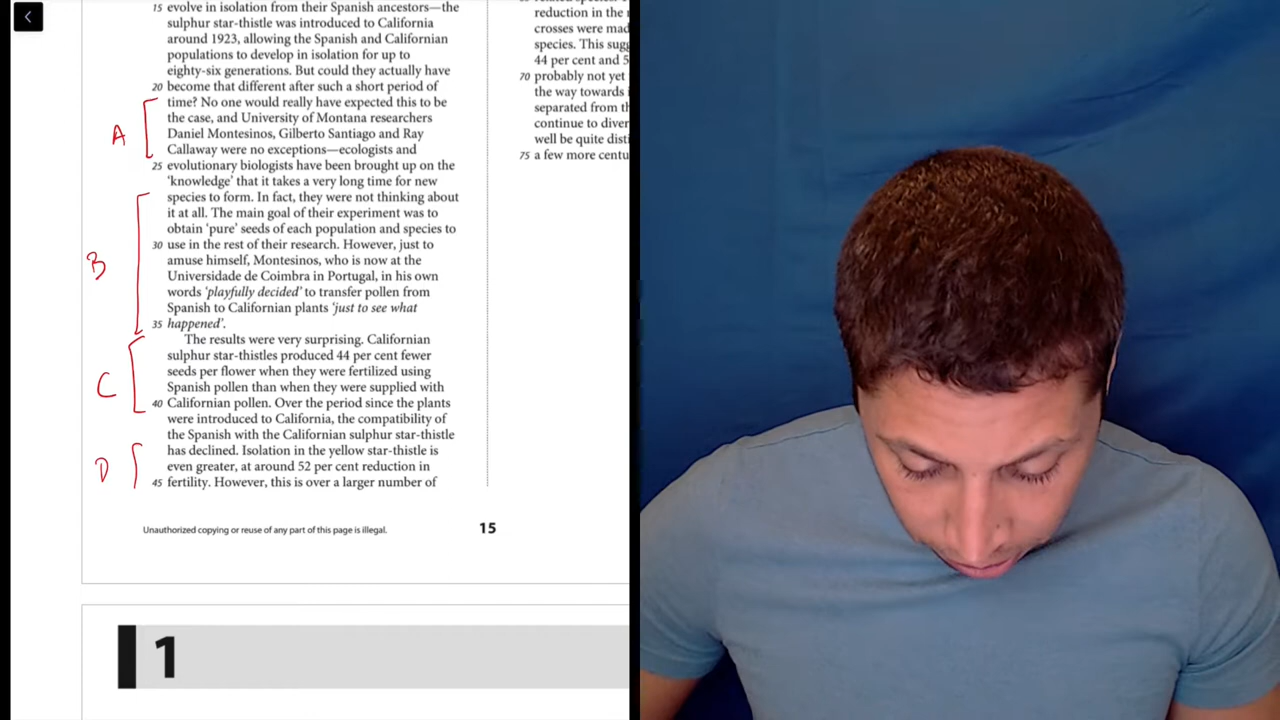 15 evolve in isolation from their Spanish ancestors—the
sulphur star-thistle was introduced to California
around 1923, allowing the Spanish and Californian
populations to develop in isolation for up to
eighty-six generations. But could they actually have
20 become that different after such a short period of
time? No one would really have expected this to be
the case, and University of Montana researchers
A
Daniel Montesinos, Gilberto Santiago and Ray
Callaway were no exceptions—ecologists and
25 evolutionary biologists have been brought up on the
'knowledge' that it takes a very long time for new
species to form. In fact, they were not thinking about
it at all. The main goal of their experiment was to
obtain 'pure' seeds of each population and species to
30 use in the rest of their research. However, just to
B
amuse himself, Montesinos, who is now at the
Universidade de Coimbra in Portugal, in his own
words 'playfully decided' to transfer pollen from
Spanish to Californian plants 'just to see what
35 happened'.
The results were very surprising. Californian
sulphur star-thistles produced 44 per cent fewer
seeds per flower when they were fertilized using
C
Spanish pollen than when they were supplied with
40 Californian pollen. Over the period since the plants
were introduced to California, the compatibility of
the Spanish with the Californian sulphur star-thistle
has declined. Isolation in the yellow star-thistle is
D
even greater, at around 52 per cent reduction in
45 fertility. However, this is over a larger number of
reduction in the
crosses were mad
species. This sugg
44 per cent and 5
70 probably not yet
the way towards
separated from th
continue to diver
well be quite disti
75 a few more centu
Unauthorized copying or reuse of any part of this page is illegal.
15
1